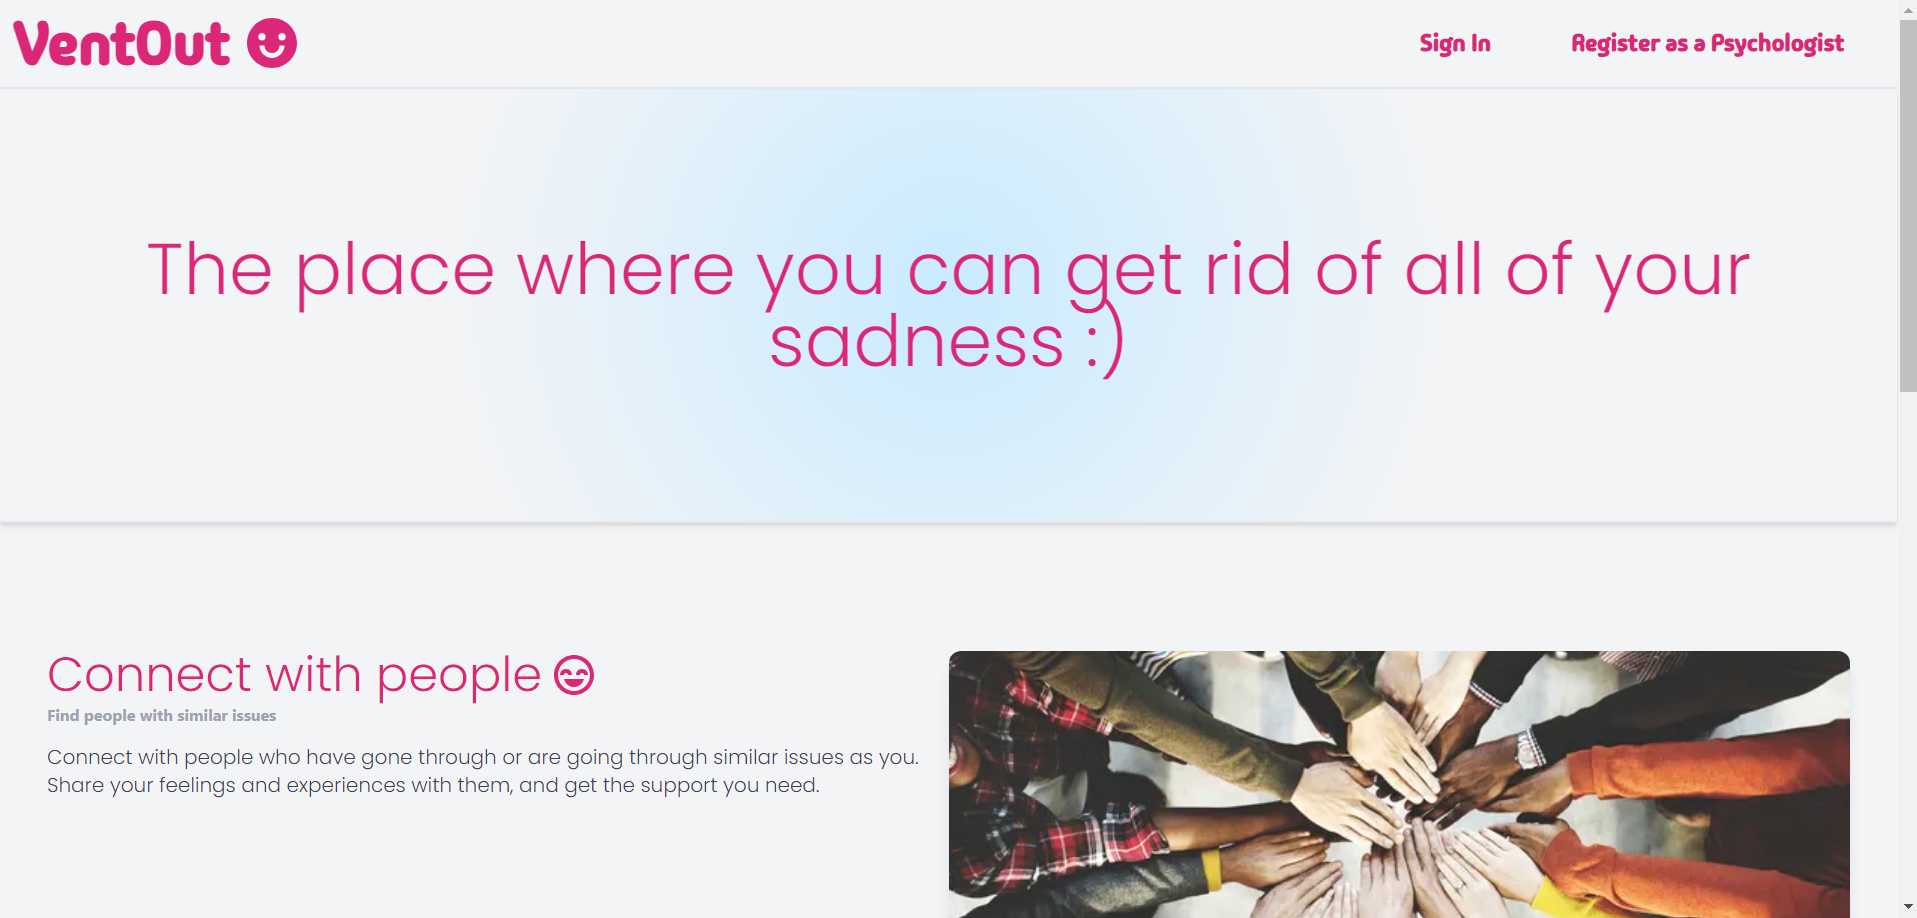 VentOut
Sign In
Register as a Psychologist
The place where you can get rid of all of your
sadness :)
Connect with people
Find people with similar issues
Connect with people who have gone through or are going through similar issues as you.
Share your feelings and experiences with them, and get the support you need.